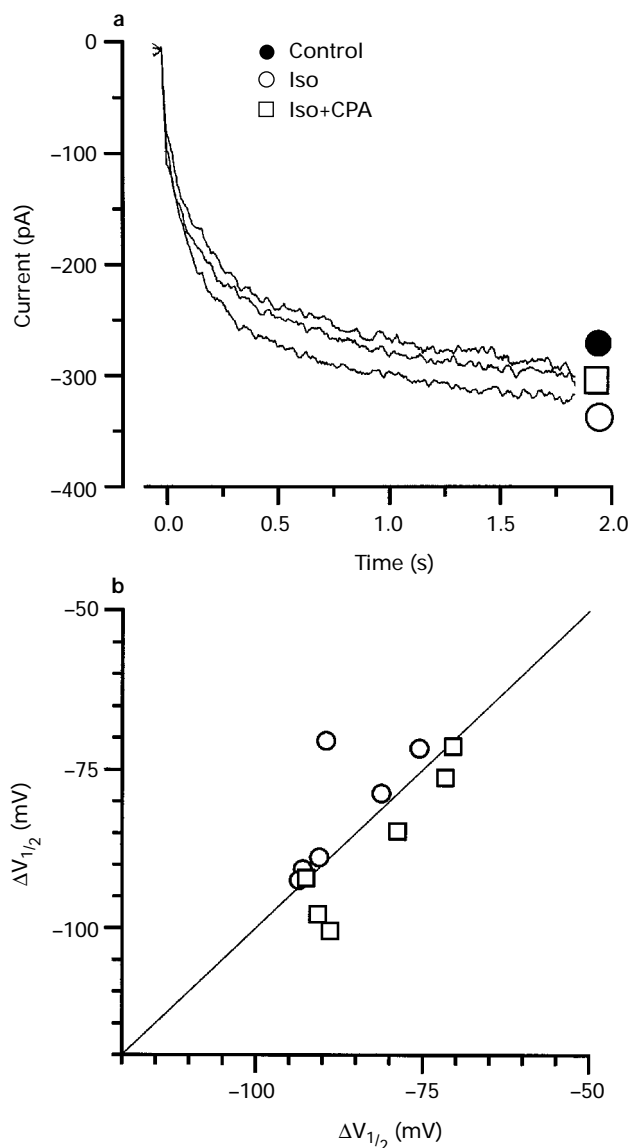 a
0
−100
−200
−300
−400
Current (pA)
Control
Iso
Iso+CPA
0.0 0.5 1.0 1.5 2.0
Time (s)
b
−50
−75
−100
ΔV1/2 (mV)
−100 −75 −50
ΔV1/2 (mV)